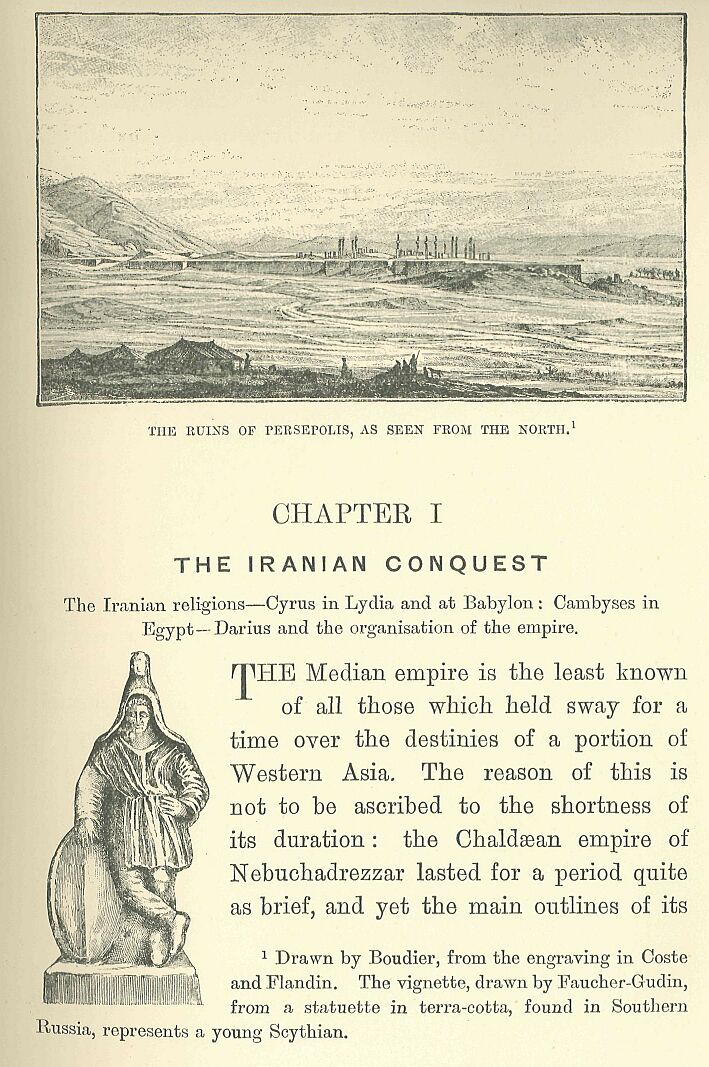 THE RUINS OF PERSEPOLIS, AS SEEN FROM THE NORTH.¹
CHAPTER I
THE IRANIAN CONQUEST
The Iranian religions—Cyrus in Lydia and at Babylon: Cambyses in
Egypt—Darius and the organisation of the empire.
THE Median empire is the least known
of all those which held sway for a
time over the destinies of a portion of
Western Asia. The reason of this is
not to be ascribed to the shortness of
its duration: the Chaldæan empire of
Nebuchadrezzar lasted for a period quite
as brief, and yet the main outlines of its
¹ Drawn by Boudier, from the engraving in Coste
and Flandin. The vignette, drawn by Faucher-Gudin,
from a statuette in terra-cotta, found in Southern
Russia, represents a young Scythian.